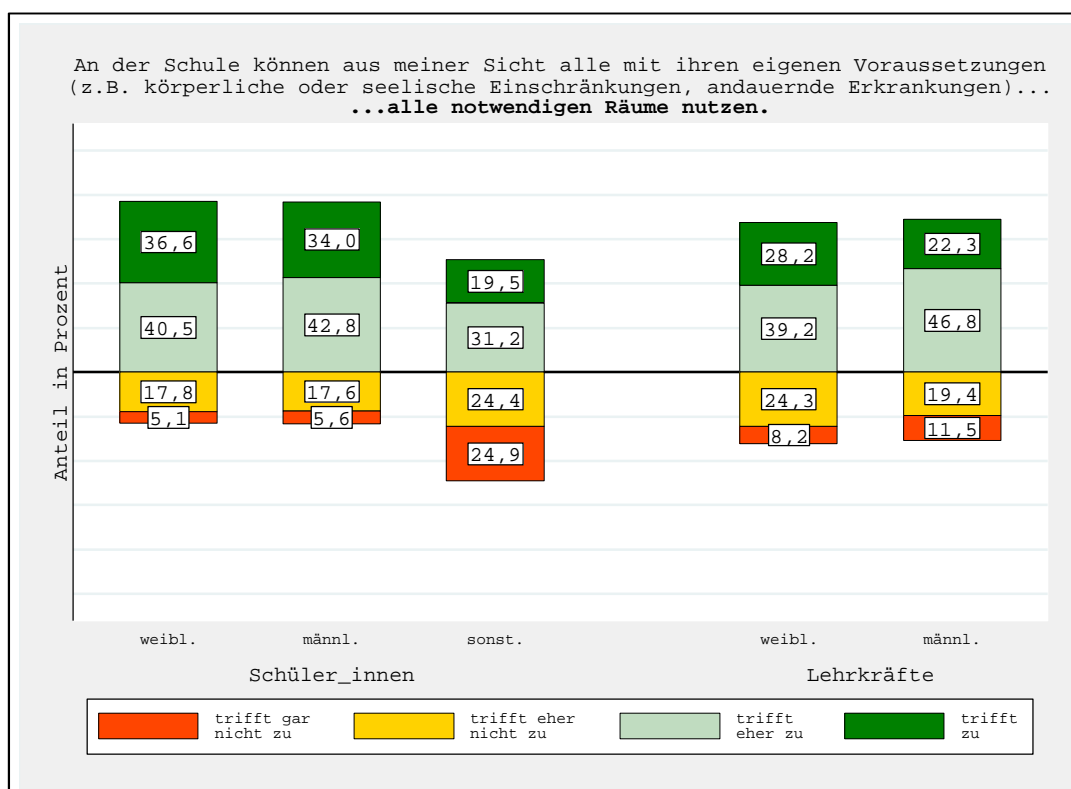 An der Schule können aus meiner Sicht alle mit ihren eigenen Voraussetzungen
(z.B. körperliche oder seelische Einschränkungen, andauernde Erkrankungen)...
...alle notwendigen Räume nutzen.
Anteil in Prozent
36,6
34,0
19,5
28,2
22,3
40,5
42,8
31,2
39,2
46,8
17,8
17,6
24,4
24,3
19,4
5,1
5,6
24,9
8,2
11,5
weibl.
männl.
sonst.
weibl.
männl.
Schüler_innen
Lehrkräfte
trifft gar
nicht zu
trifft eher
nicht zu
trifft
eher zu
trifft
zu